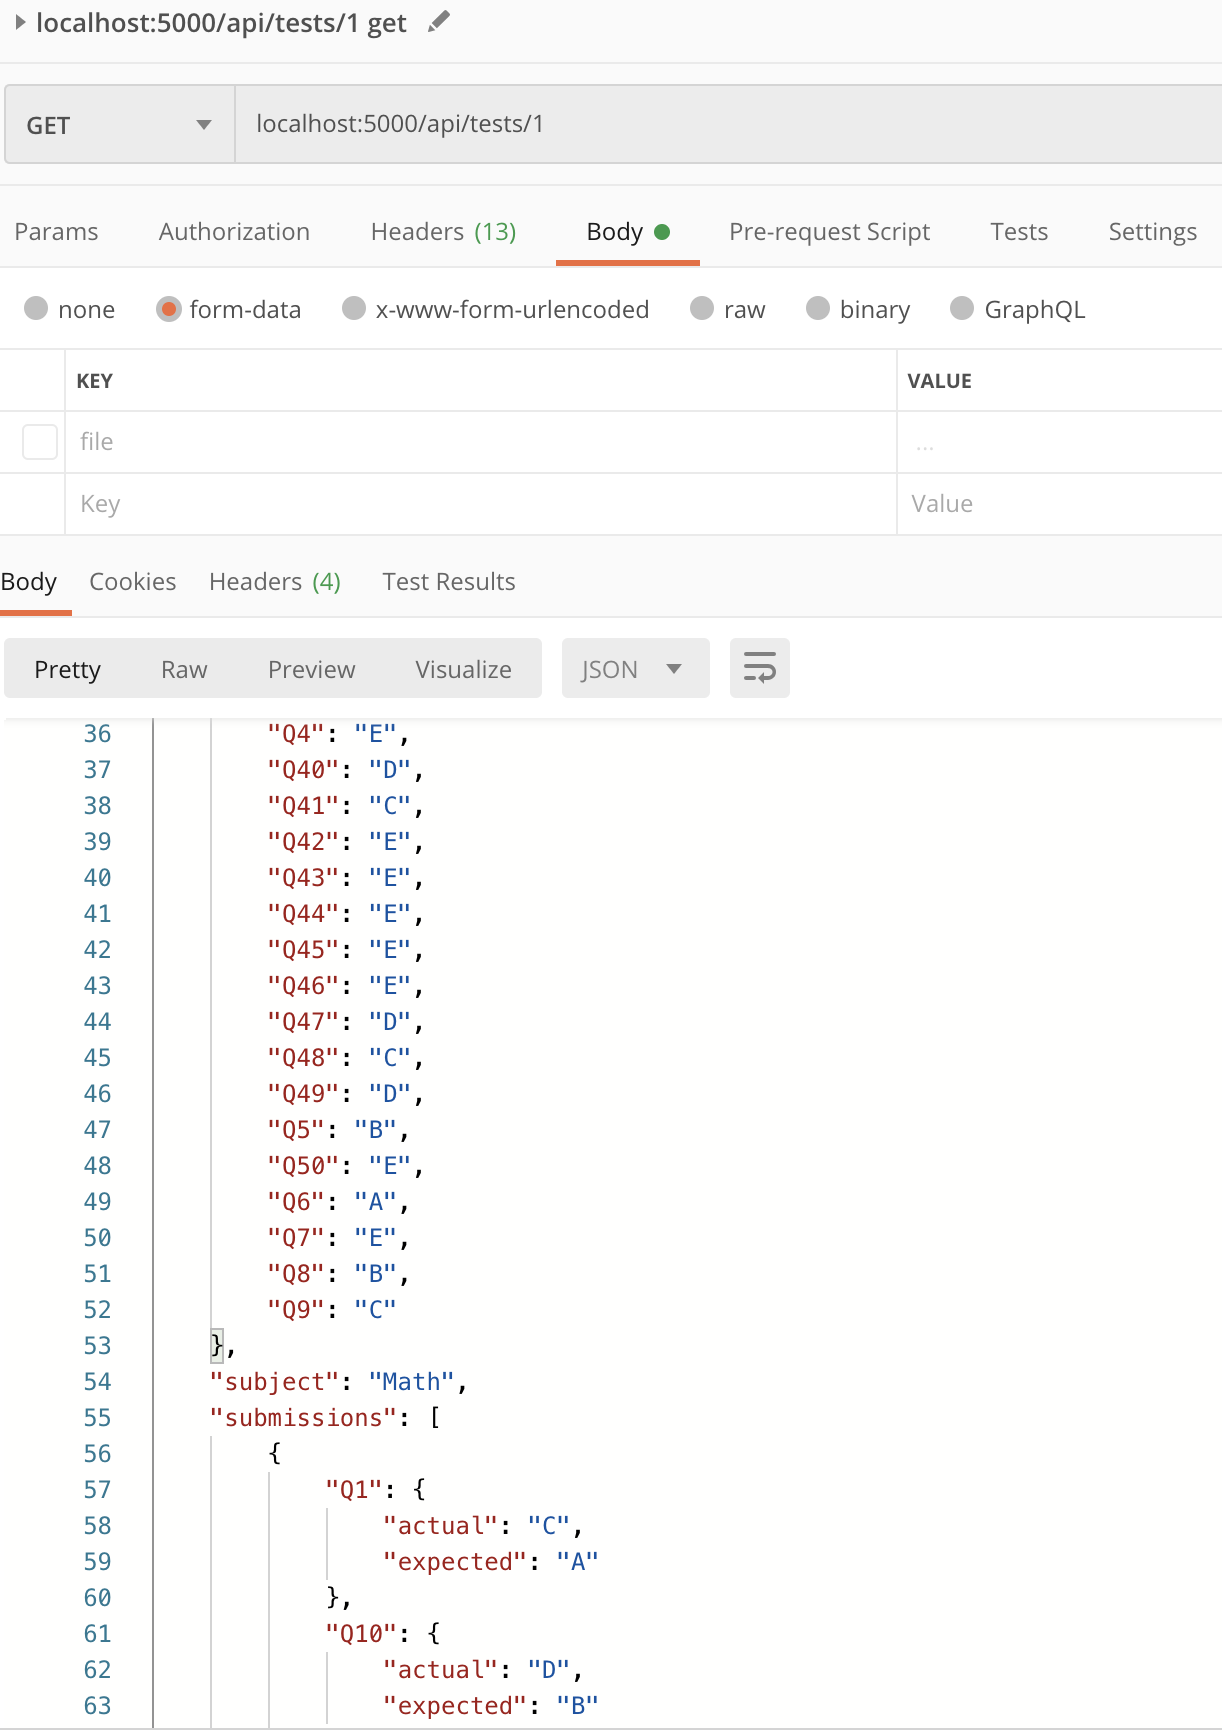 localhost:5000/api/tests/1 get
GET localhost:5000/api/tests/1
Params Authorization Headers (13) Body Pre-request Script Tests Settings
none form-data x-www-form-urlencoded raw binary GraphQL
KEY VALUE
file ...
Key Value
Body Cookies Headers (4) Test Results
Pretty Raw Preview Visualize JSON
36 "Q4": "E",
37 "Q40": "D",
38 "Q41": "C",
39 "Q42": "E",
40 "Q43": "E",
41 "Q44": "E",
42 "Q45": "E",
43 "Q46": "E",
44 "Q47": "D",
45 "Q48": "C",
46 "Q49": "D",
47 "Q5": "B",
48 "Q50": "E",
49 "Q6": "A",
50 "Q7": "E",
51 "Q8": "B",
52 "Q9": "C"
53 },
54 "subject": "Math",
55 "submissions": [
56 {
57 "Q1": {
58 "actual": "C",
59 "expected": "A"
60 },
61 "Q10": {
62 "actual": "D",
63 "expected": "B"